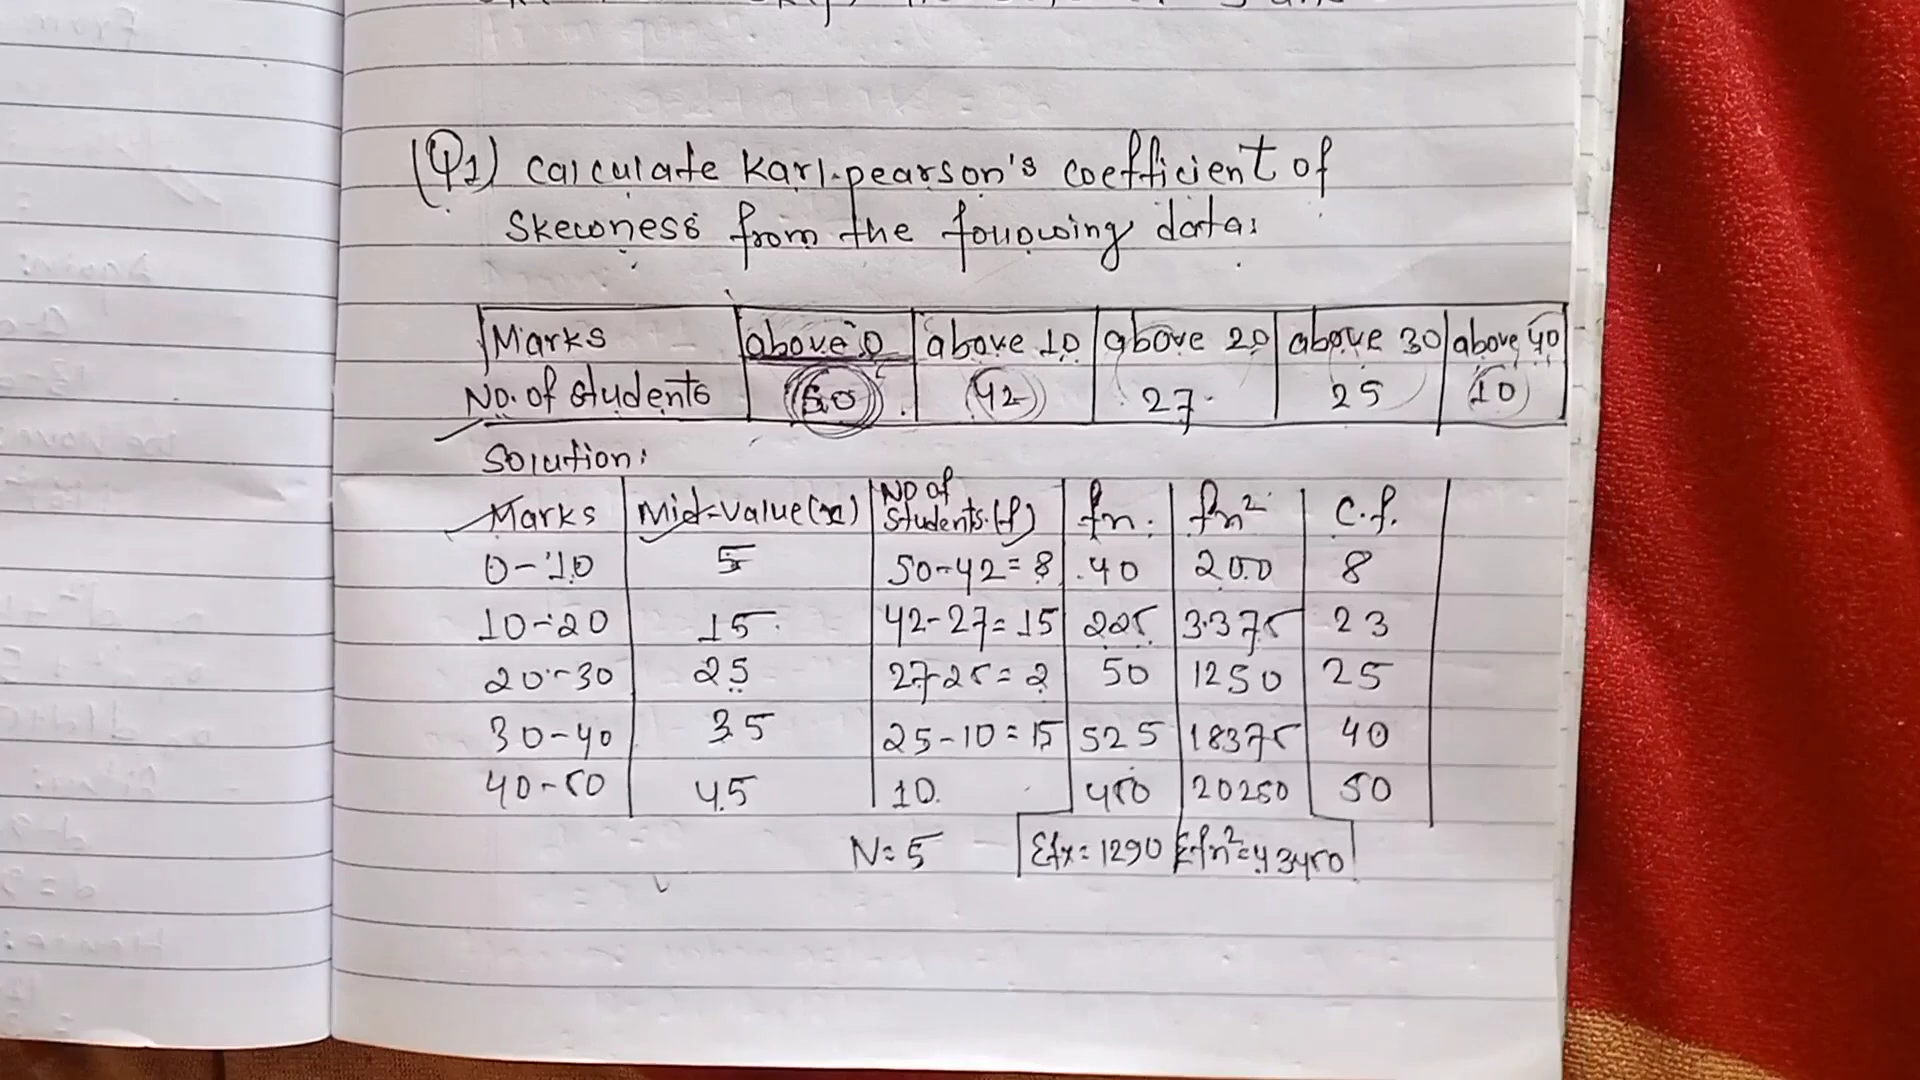 (Q1) Calculate Karl.pearson's coefficient of
Skewness from the following data:
Marks above 0 above 10 above 20 above 30 above 40
No. of students 50 42 27 25 10
Solution:
Marks Mid-value(x) No of Students.(f) fx. fx² C.f.
0-10 5 50-42=8 40 200 8
10-20 15 42-27=15 225 3375 23
20-30 25 27-25=2 50 1250 25
30-40 35 25-10=15 525 18375 40
40-50 45 10 450 20250 50
N=5 Σfx=1290 Σfx²=43450